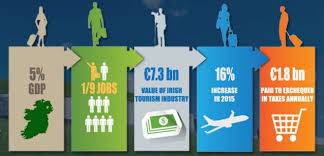 5%
GDP
1/9 JOBS
€7.3 bn
VALUE OF IRISH
TOURISM INDUSTRY
16%
INCREASE
IN 2015
€1.8 bn
PAID TO EXCHEQUER
IN TAXES ANNUALLY